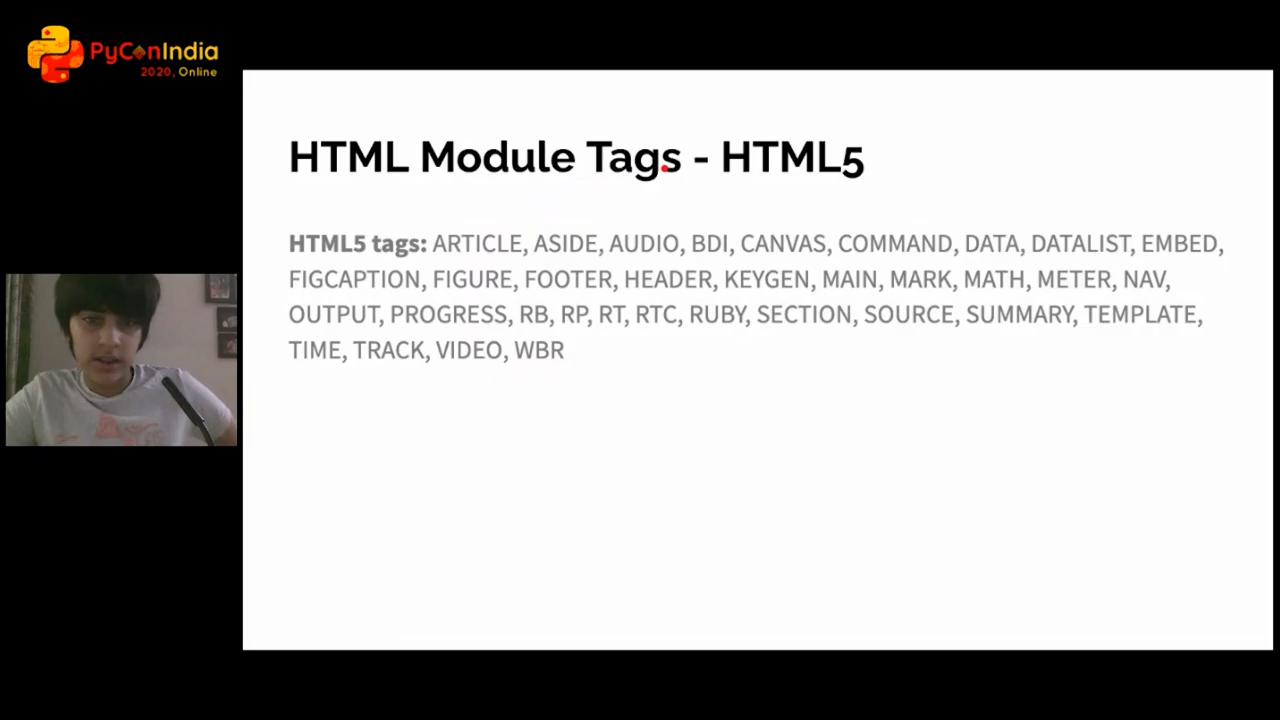 PyConIndia
2020, Online
HTML Module Tags - HTML5
HTML5 tags: ARTICLE, ASIDE, AUDIO, BDI, CANVAS, COMMAND, DATA, DATALIST, EMBED,
FIGCAPTION, FIGURE, FOOTER, HEADER, KEYGEN, MAIN, MARK, MATH, METER, NAV,
OUTPUT, PROGRESS, RB, RP, RT, RTC, RUBY, SECTION, SOURCE, SUMMARY, TEMPLATE,
TIME, TRACK, VIDEO, WBR